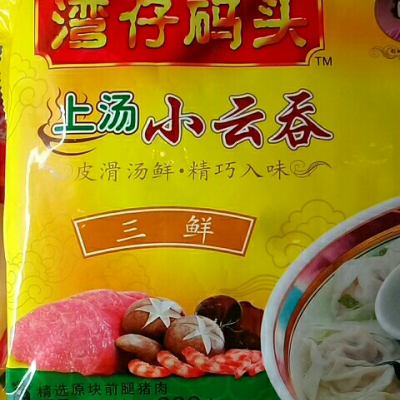 湾仔码头
TM
上汤小云吞
皮滑汤鲜·精巧入味
三鲜
精选原块前腿猪肉